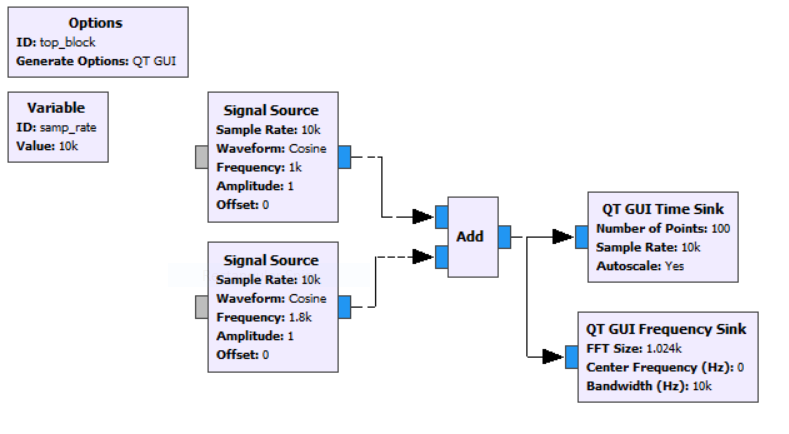 Options
ID: top_block
Generate Options: QT GUI
Variable
ID: samp_rate
Value: 10k
Signal Source
Sample Rate: 10k
Waveform: Cosine
Frequency: 1k
Amplitude: 1
Offset: 0
Signal Source
Sample Rate: 10k
Waveform: Cosine
Frequency: 1.8k
Amplitude: 1
Offset: 0
Add
QT GUI Time Sink
Number of Points: 100
Sample Rate: 10k
Autoscale: Yes
QT GUI Frequency Sink
FFT Size: 1.024k
Center Frequency (Hz): 0
Bandwidth (Hz): 10k